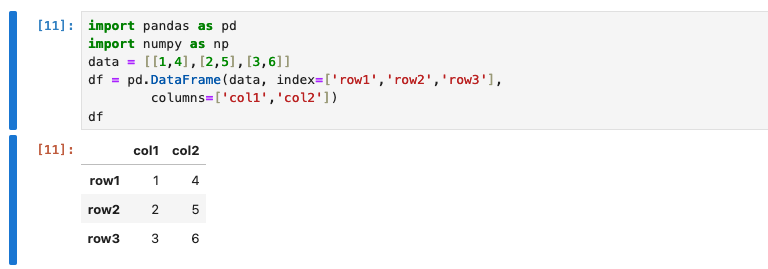 [11]: import pandas as pd
import numpy as np
data = [[1,4],[2,5],[3,6]]
df = pd.DataFrame(data, index=['row1','row2','row3'],
        columns=['col1','col2'])
df
[11]:
col1 col2
row1 1 4
row2 2 5
row3 3 6